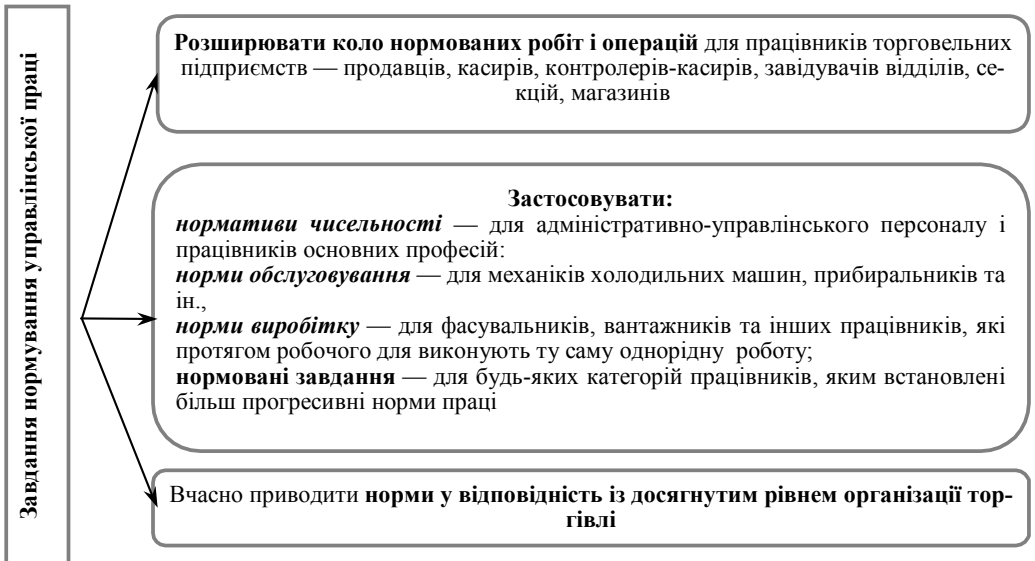 Завдання нормування управлінської праці
Розширювати коло нормованих робіт і операцій для працівників торговельних
підприємств — продавців, касирів, контролерів-касирів, завідувачів відділів, се-
кцій, магазинів
Застосовувати:
нормативи чисельності — для адміністративно-управлінського персоналу і
працівників основних професій:
норми обслуговування — для механіків холодильних машин, прибиральників та
ін.,
норми виробітку — для фасувальників, вантажників та інших працівників, які
протягом робочого для виконують ту саму однорідну роботу;
нормовані завдання — для будь-яких категорій працівників, яким встановлені
більш прогресивні норми праці
Вчасно приводити норми у відповідність із досягнутим рівнем організації тор-
гівлі